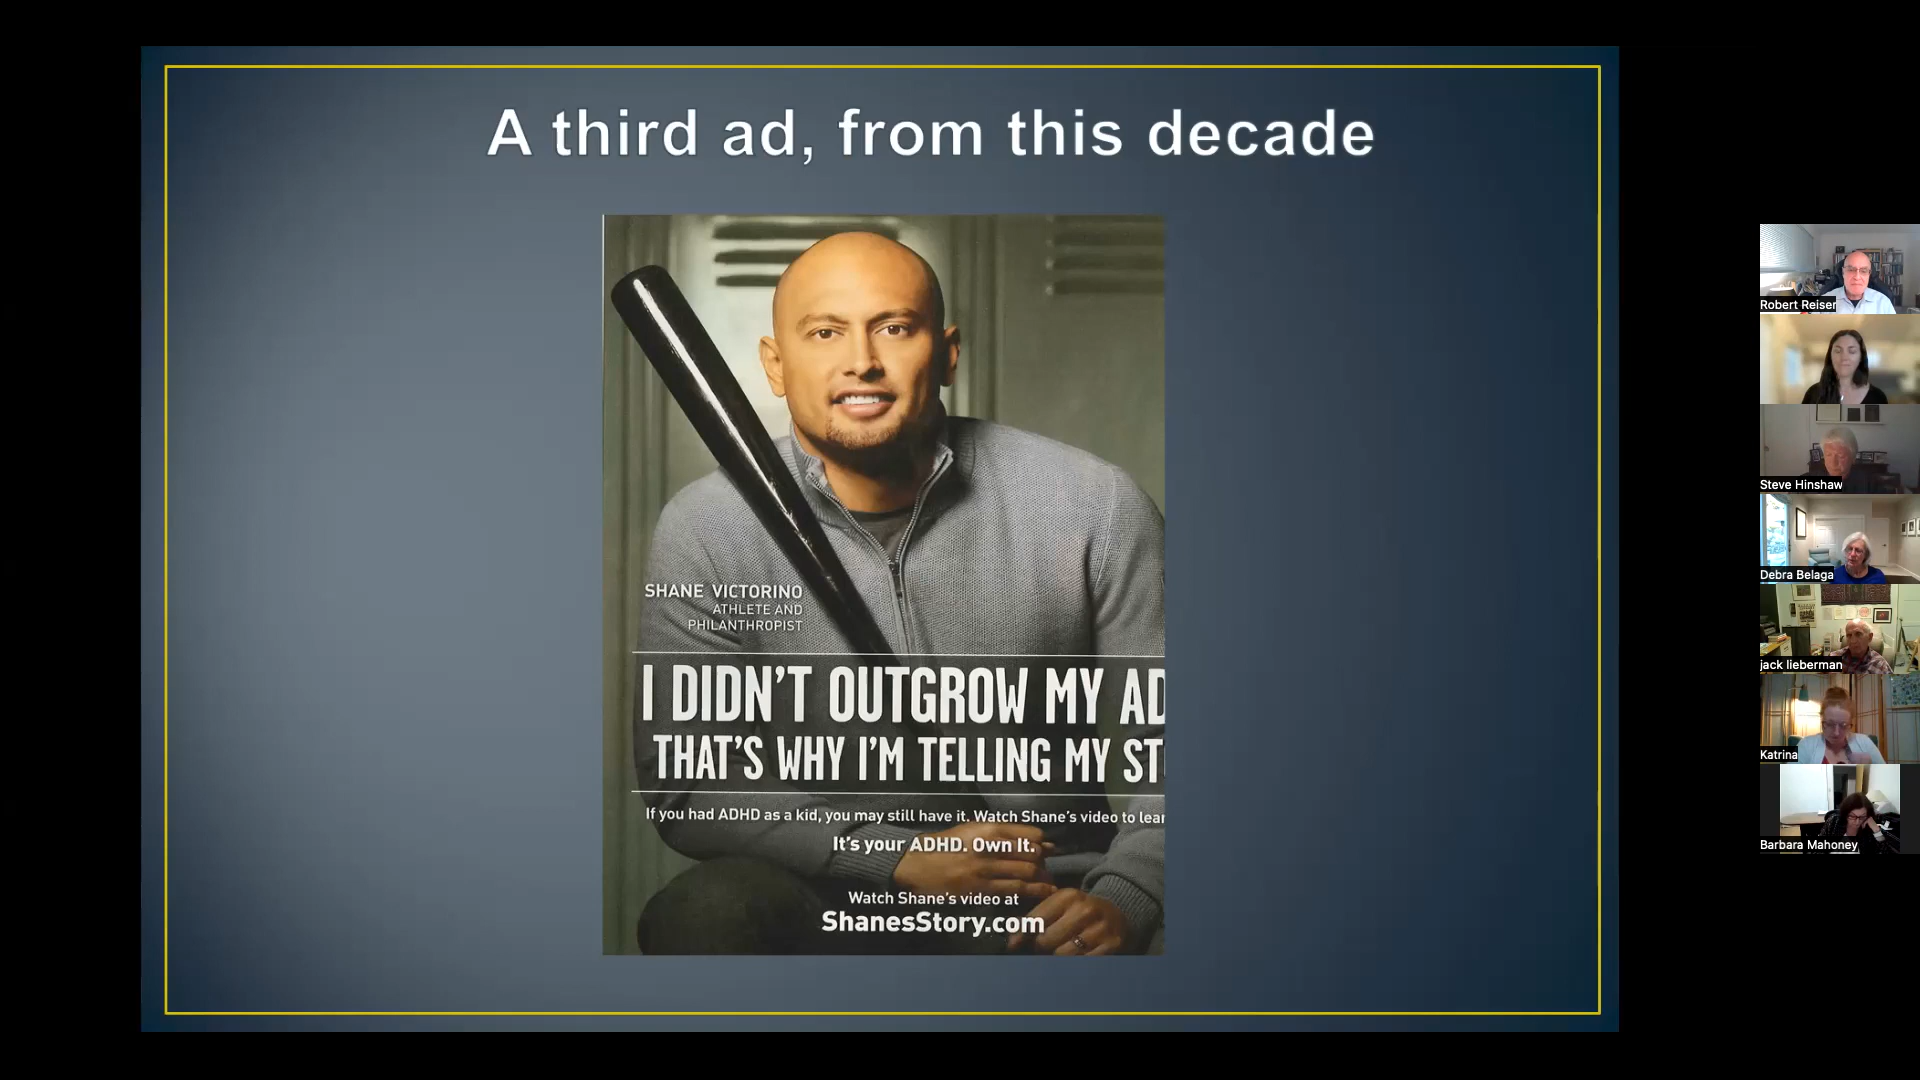 A third ad, from this decade
SHANE VICTORINO
ATHLETE AND
PHILANTHROPIST
I DIDN'T OUTGROW MY AD
THAT'S WHY I'M TELLING MY ST
If you had ADHD as a kid, you may still have it. Watch Shane's video to lear
It's your ADHD. Own It.
Watch Shane's video at
ShanesStory.com
Robert Reiser
Steve Hinshaw
Debra Belaga
jack lieberman
Katrina
Barbara Mahoney